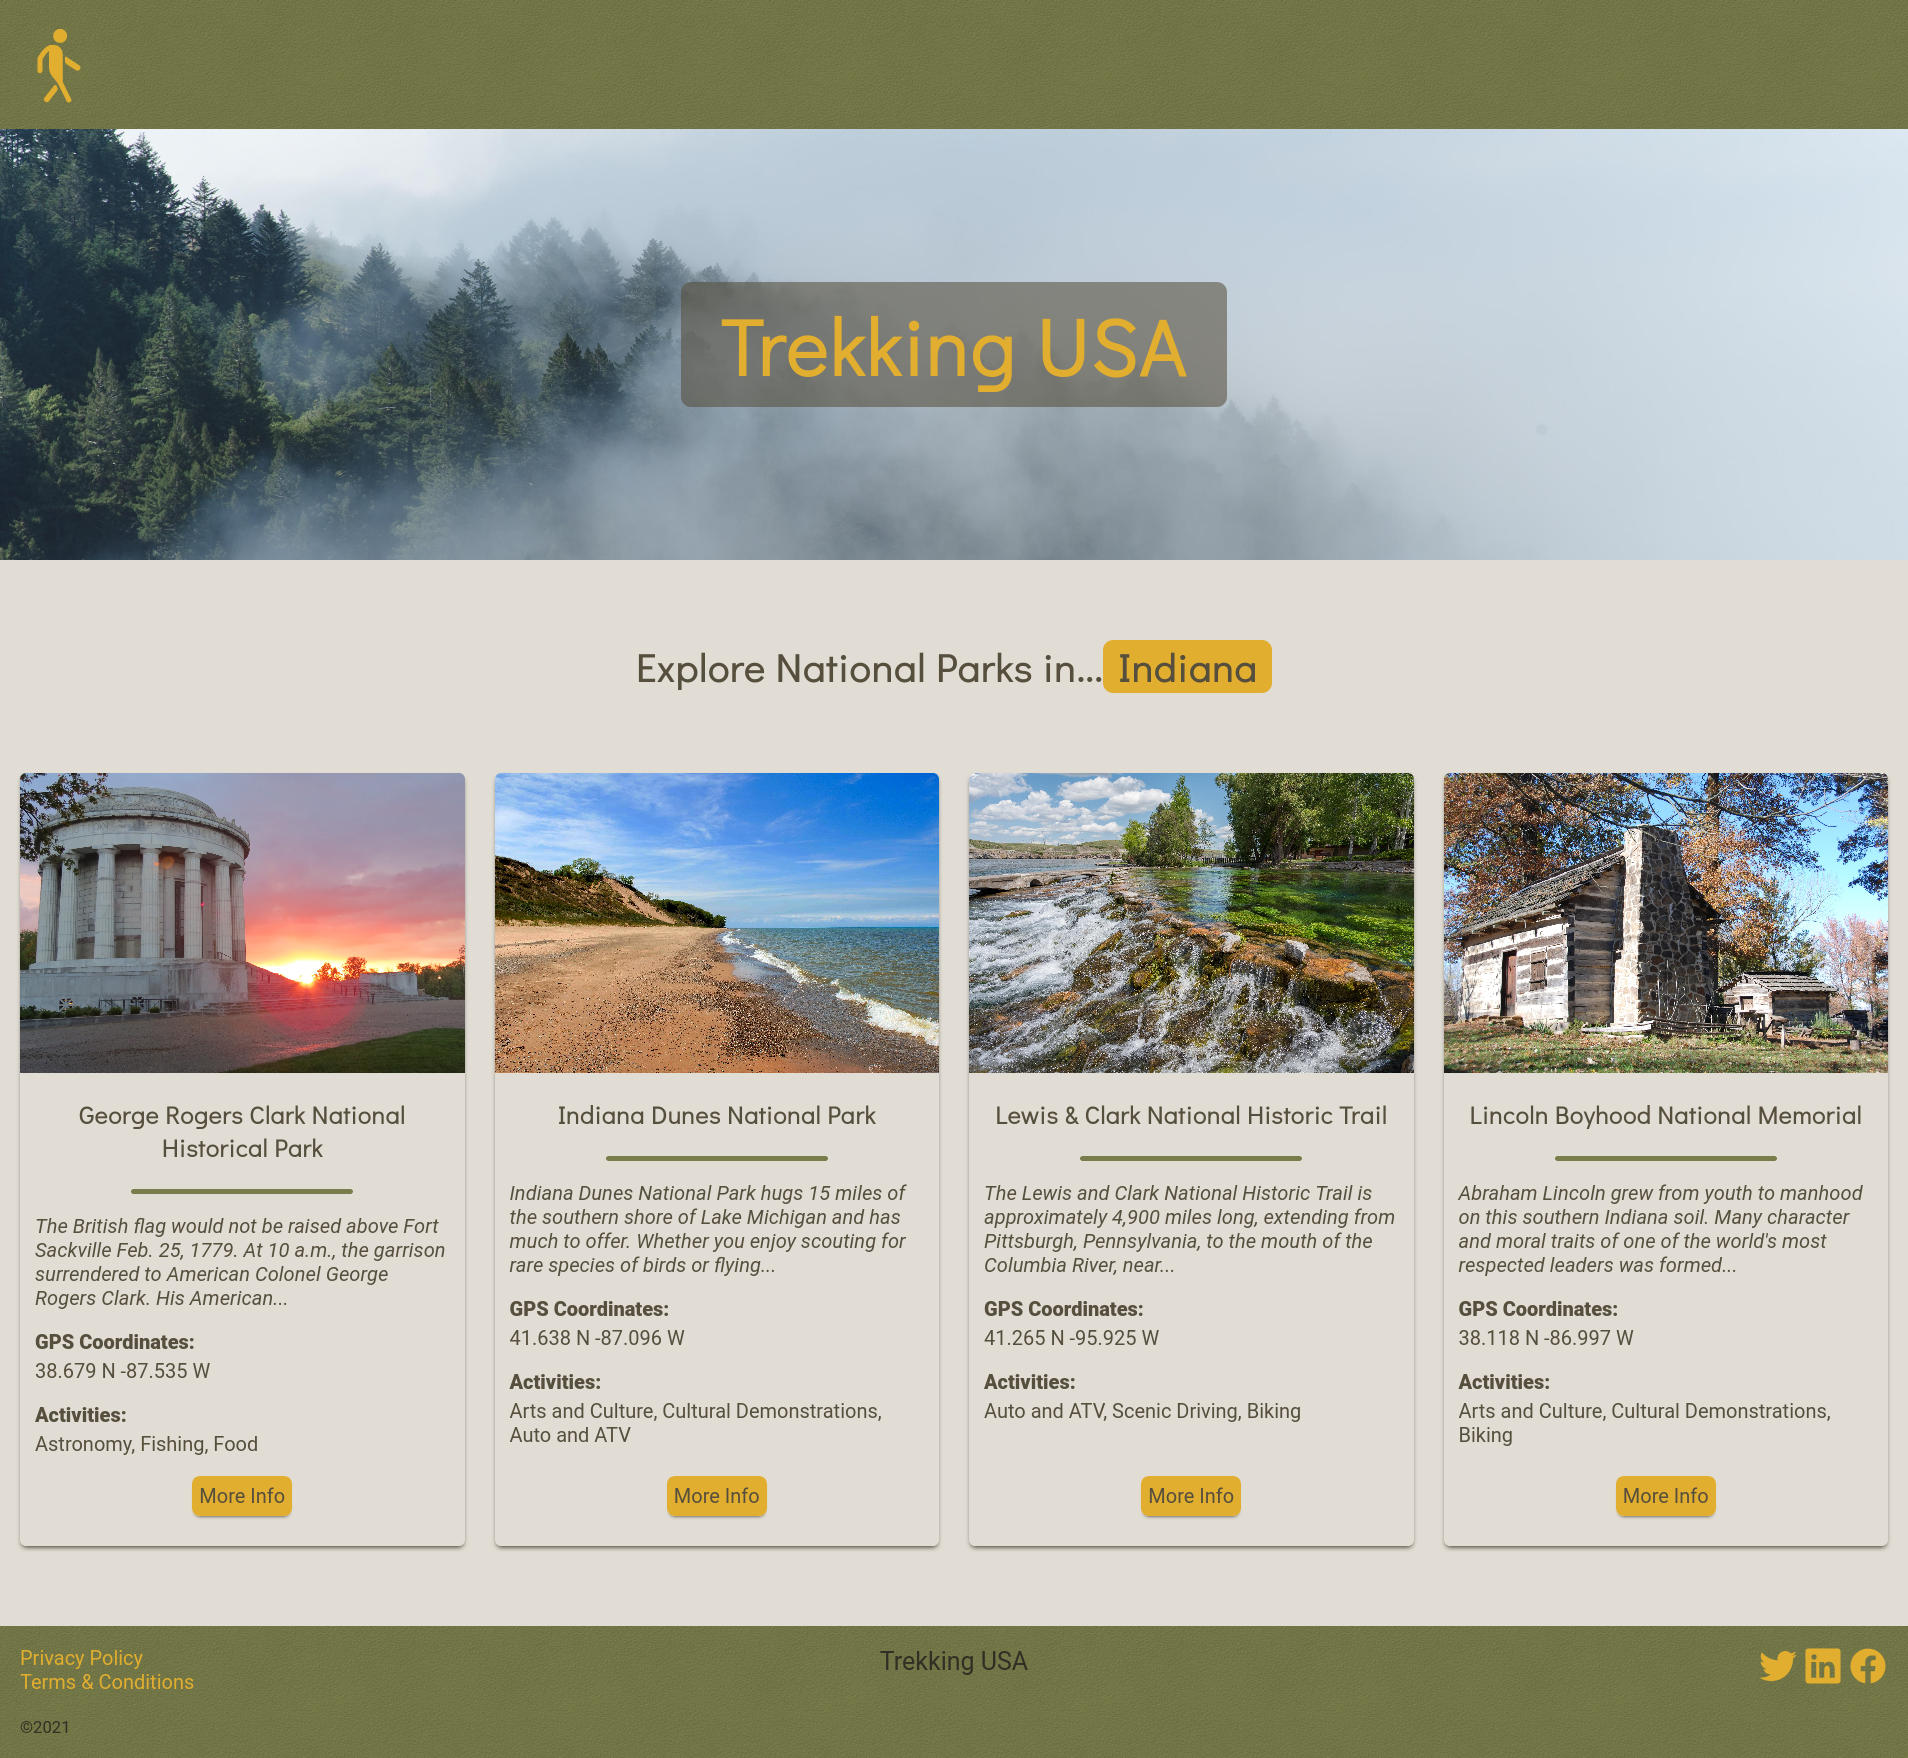 Trekking USA
Explore National Parks in... Indiana
George Rogers Clark National
Historical Park
The British flag would not be raised above Fort
Sackville Feb. 25, 1779. At 10 a.m., the garrison
surrendered to American Colonel George
Rogers Clark. His American...
GPS Coordinates:
38.679 N -87.535 W
Activities:
Astronomy, Fishing, Food
More Info
Indiana Dunes National Park
Indiana Dunes National Park hugs 15 miles of
the southern shore of Lake Michigan and has
much to offer. Whether you enjoy scouting for
rare species of birds or flying...
GPS Coordinates:
41.638 N -87.096 W
Activities:
Arts and Culture, Cultural Demonstrations,
Auto and ATV
More Info
Lewis & Clark National Historic Trail
The Lewis and Clark National Historic Trail is
approximately 4,900 miles long, extending from
Pittsburgh, Pennsylvania, to the mouth of the
Columbia River, near...
GPS Coordinates:
41.265 N -95.925 W
Activities:
Auto and ATV, Scenic Driving, Biking
More Info
Lincoln Boyhood National Memorial
Abraham Lincoln grew from youth to manhood
on this southern Indiana soil. Many character
and moral traits of one of the world's most
respected leaders was formed...
GPS Coordinates:
38.118 N -86.997 W
Activities:
Arts and Culture, Cultural Demonstrations,
Biking
More Info
Privacy Policy
Terms & Conditions
©2021
Trekking USA